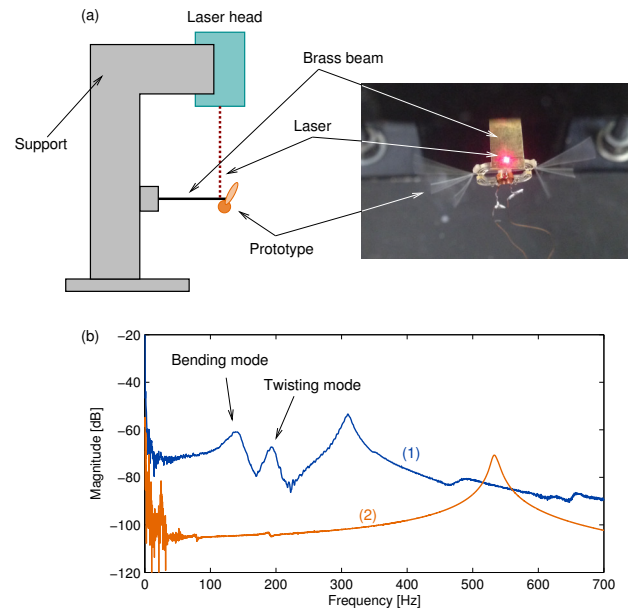 (a)
Laser head
Brass beam
Support
Laser
Prototype
(b)
−20
−40
−60
−80
−100
−120
Magnitude [dB]
Bending mode
Twisting mode
(1)
(2)
0 100 200 300 400 500 600 700
Frequency [Hz]